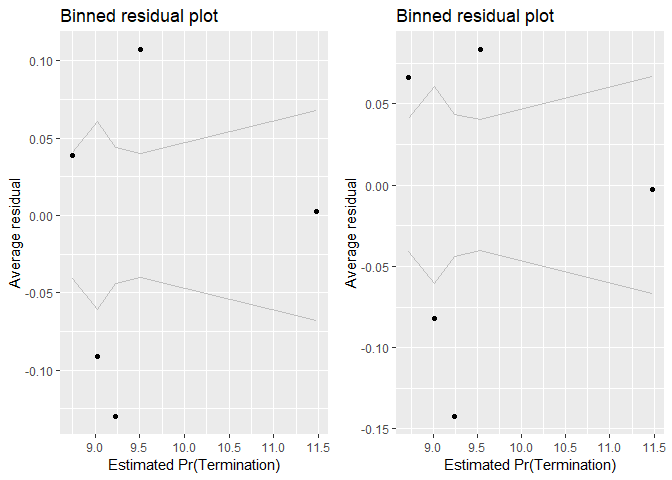 Binned residual plot
0.10
0.05
0.00
-0.05
-0.10
9.0 9.5 10.0 10.5 11.0 11.5
Estimated Pr(Termination)
Average residual
Binned residual plot
0.05
0.00
-0.05
-0.10
-0.15
9.0 9.5 10.0 10.5 11.0 11.5
Estimated Pr(Termination)
Average residual